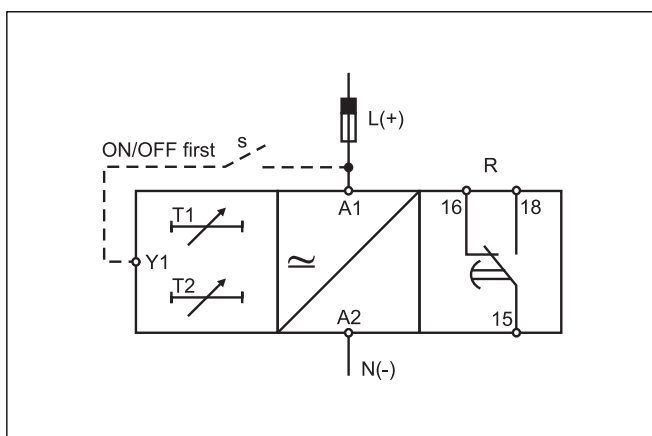 L(+)
ON/OFF first
s
R
A1
16
18
T1
Y1
≃
T2
A2
15
N(-)